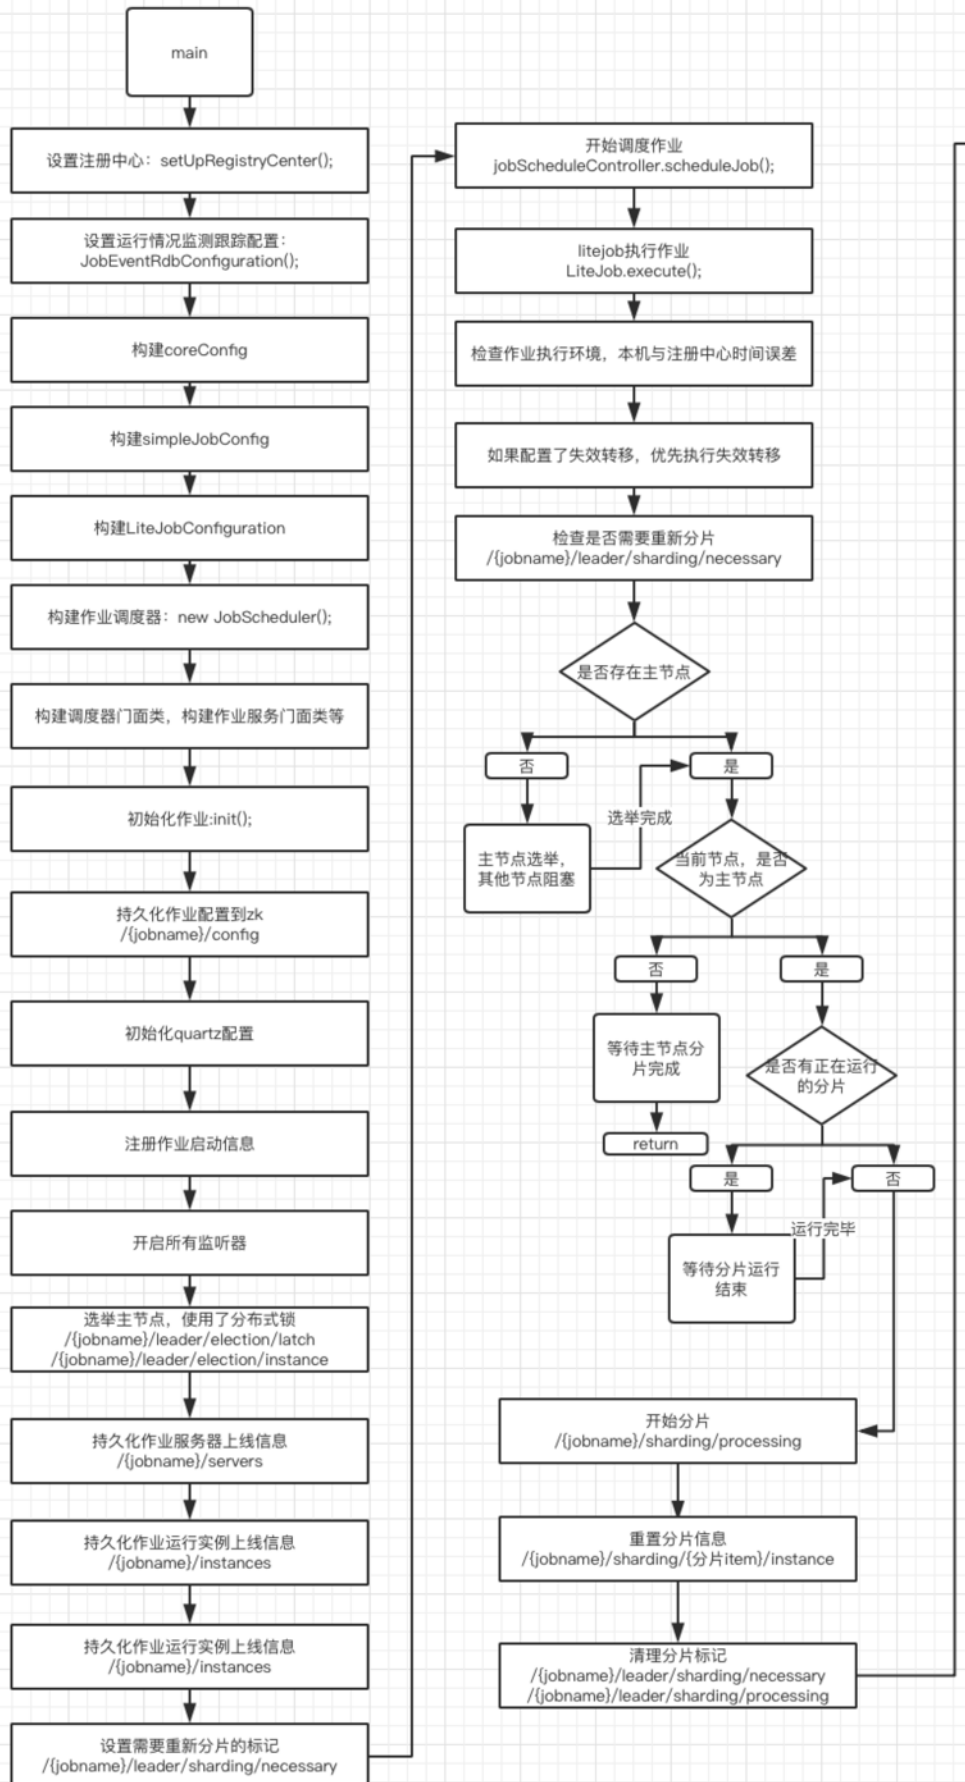 main
设置注册中心：setUpRegistryCenter();
设置运行情况监测跟踪配置：
JobEventRdbConfiguration();
构建coreConfig
构建simpleJobConfig
构建LiteJobConfiguration
构建作业调度器：new JobScheduler();
构建调度器门面类，构建作业服务门面类等
初始化作业:init();
持久化作业配置到zk
/{jobname}/config
初始化quartz配置
注册作业启动信息
开启所有监听器
选举主节点，使用了分布式锁
/{jobname}/leader/election/latch
/{jobname}/leader/election/instance
持久化作业服务器上线信息
/{jobname}/servers
持久化作业运行实例上线信息
/{jobname}/instances
持久化作业运行实例上线信息
/{jobname}/instances
设置需要重新分片的标记
/{jobname}/leader/sharding/necessary
开始调度作业
jobScheduleController.scheduleJob();
litejob执行作业
LiteJob.execute();
检查作业执行环境，本机与注册中心时间误差
如果配置了失效转移，优先执行失效转移
检查是否需要重新分片
/{jobname}/leader/sharding/necessary
是否存在主节点
否
是
选举完成
主节点选举，
其他节点阻塞
当前节点，是否
为主节点
否
是
等待主节点分
片完成
return
是否有正在运行
的分片
是
否
运行完毕
等待分片运行
结束
开始分片
/{jobname}/sharding/processing
重置分片信息
/{jobname}/sharding/{分片item}/instance
清理分片标记
/{jobname}/leader/sharding/necessary
/{jobname}/leader/sharding/processing